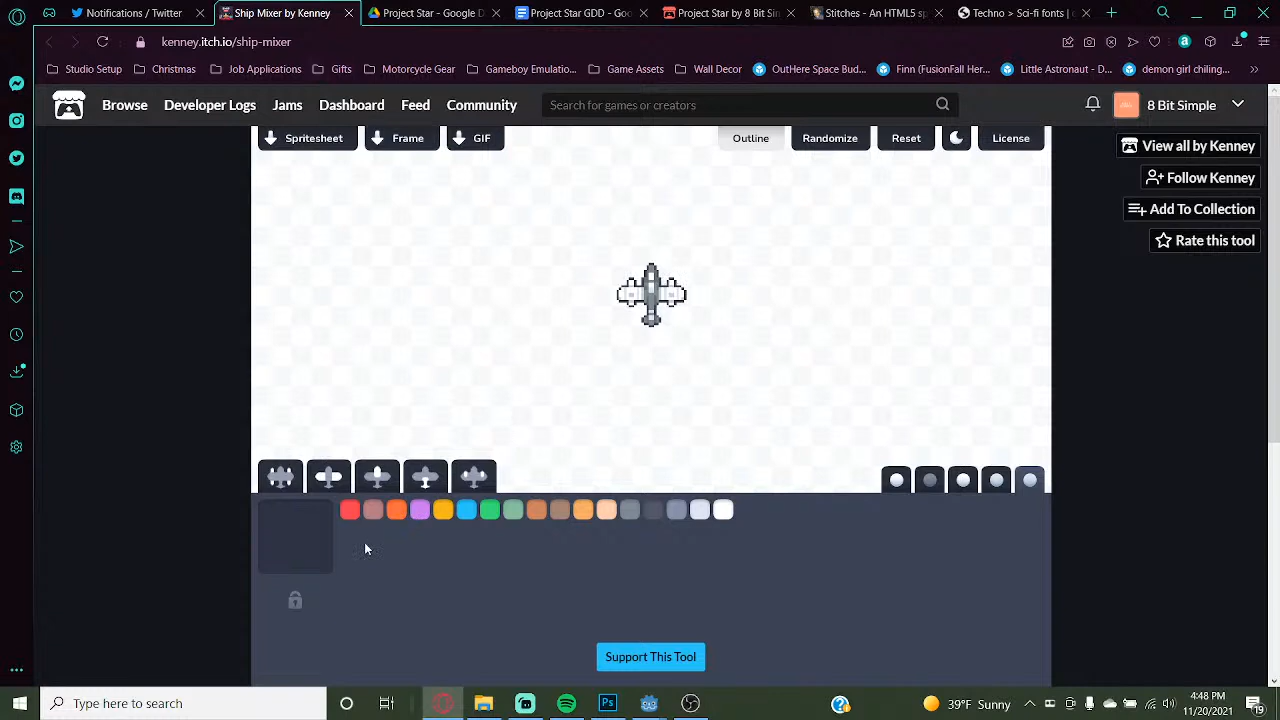 Notifications / Twitter
Ship Mixer by Kenney
Project Star - Google D
Project Star GDD - Goo
Project Star by 8 Bit Si
Stitches - An HTML5 sp
Techno > Sci-fi fonts | d
kenney.itch.io/ship-mixer
Studio Setup
Christmas
Job Applications
Gifts
Motorcycle Gear
Gameboy Emulatio...
Game Assets
Wall Decor
OutHere Space Bud...
Finn (FusionFall Her...
Little Astronaut - D...
demon girl chiling...
Browse
Developer Logs
Jams
Dashboard
Feed
Community
Search for games or creators
8 Bit Simple
Spritesheet
Frame
GIF
Outline
Randomize
Reset
License
View all by Kenney
Follow Kenney
Add To Collection
Rate this tool
Support This Tool
Type here to search
Ps
39°F Sunny
4:48 PM
11/20/2021